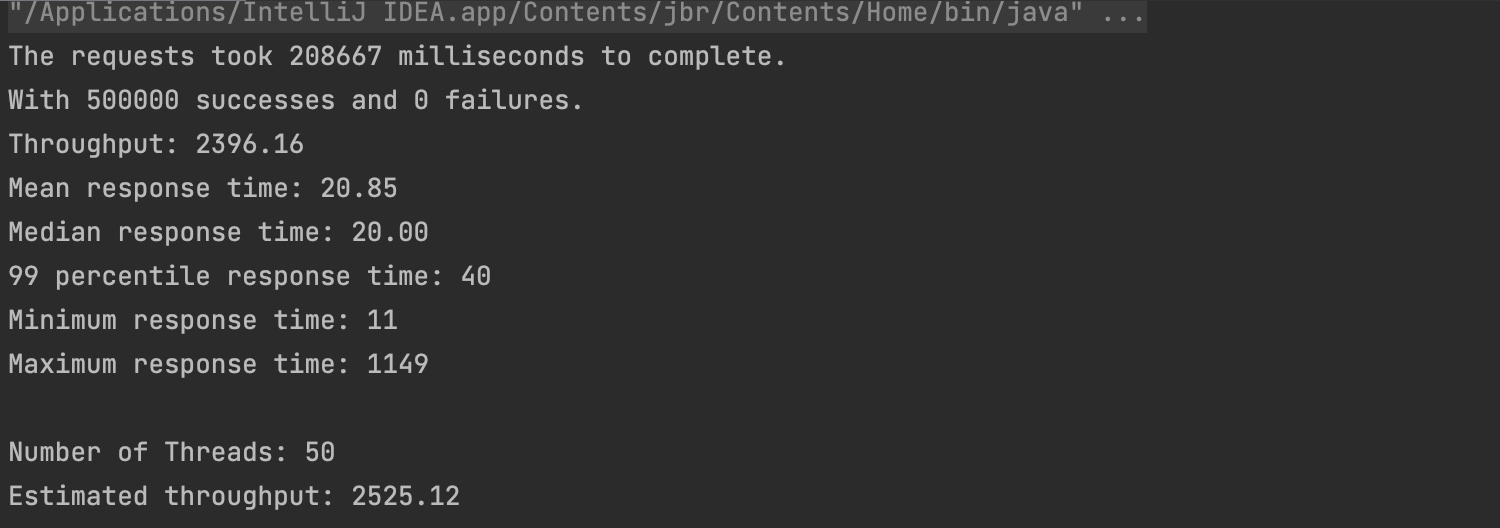 "/Applications/IntelliJ IDEA.app/Contents/jbr/Contents/Home/bin/java" ...
The requests took 208667 milliseconds to complete.
With 500000 successes and 0 failures.
Throughput: 2396.16
Mean response time: 20.85
Median response time: 20.00
99 percentile response time: 40
Minimum response time: 11
Maximum response time: 1149
Number of Threads: 50
Estimated throughput: 2525.12